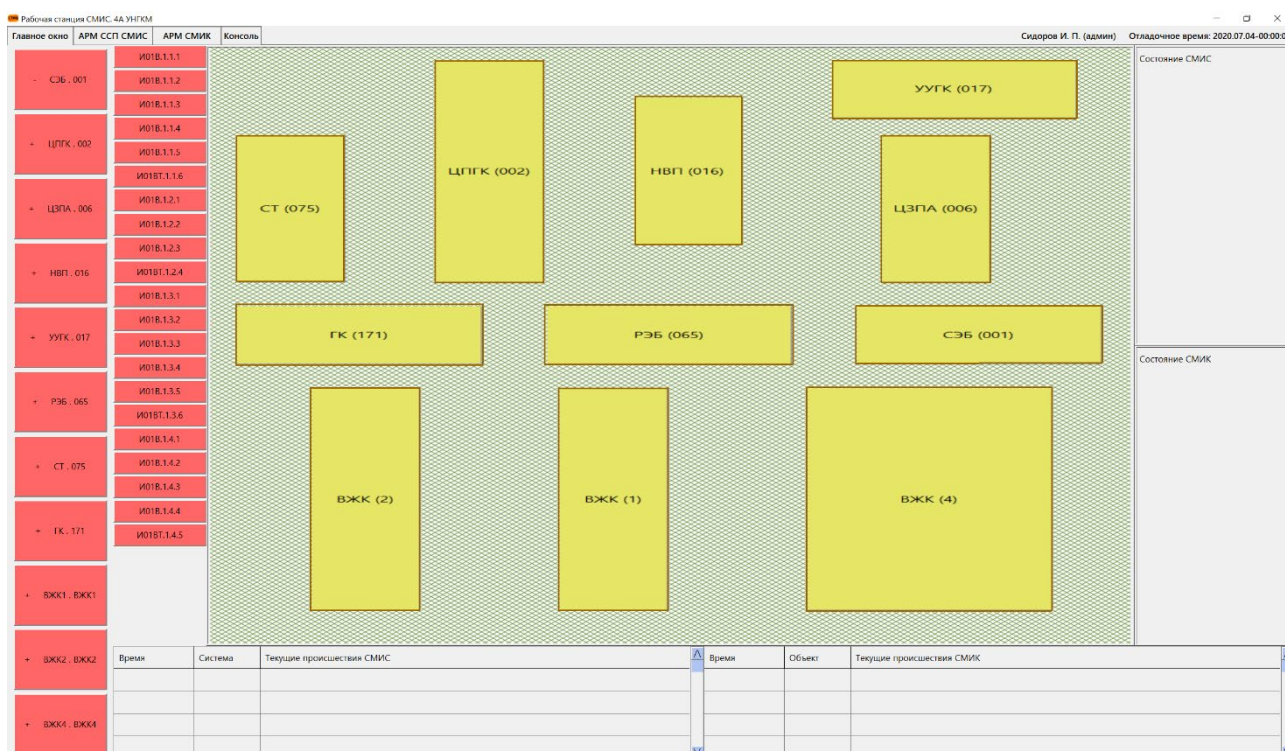 Рабочая станция СМИС. 4А УНГКМ
Главное окно АРМ ССП СМИС АРМ СМИК Консоль Сидоров И. П. (админ) Отладочное время: 2020.07.04-00:00:0
- СЭБ . 001
+ ЦПГК . 002
+ ЦЗПА . 006
+ НВП . 016
+ УУГК . 017
+ РЭБ . 065
+ СТ . 075
+ ГК . 171
+ ВЖК1 . ВЖК1
+ ВЖК2 . ВЖК2
+ ВЖК4 . ВЖК4
И01В.1.1.1
И01В.1.1.2
И01В.1.1.3
И01В.1.1.4
И01В.1.1.5
И01ВТ.1.1.6
И01В.1.2.1
И01В.1.2.2
И01В.1.2.3
И01ВТ.1.2.4
И01В.1.3.1
И01В.1.3.2
И01В.1.3.3
И01В.1.3.4
И01В.1.3.5
И01ВТ.1.3.6
И01В.1.4.1
И01В.1.4.2
И01В.1.4.3
И01В.1.4.4
И01ВТ.1.4.5
УУГК (017)
ЦПГК (002)
НВП (016)
СТ (075)
ЦЗПА (006)
ГК (171)
РЭБ (065)
СЭБ (001)
ВЖК (2)
ВЖК (1)
ВЖК (4)
Состояние СМИС
Состояние СМИК
Время Система Текущие происшествия СМИС
Время Объект Текущие происшествия СМИК